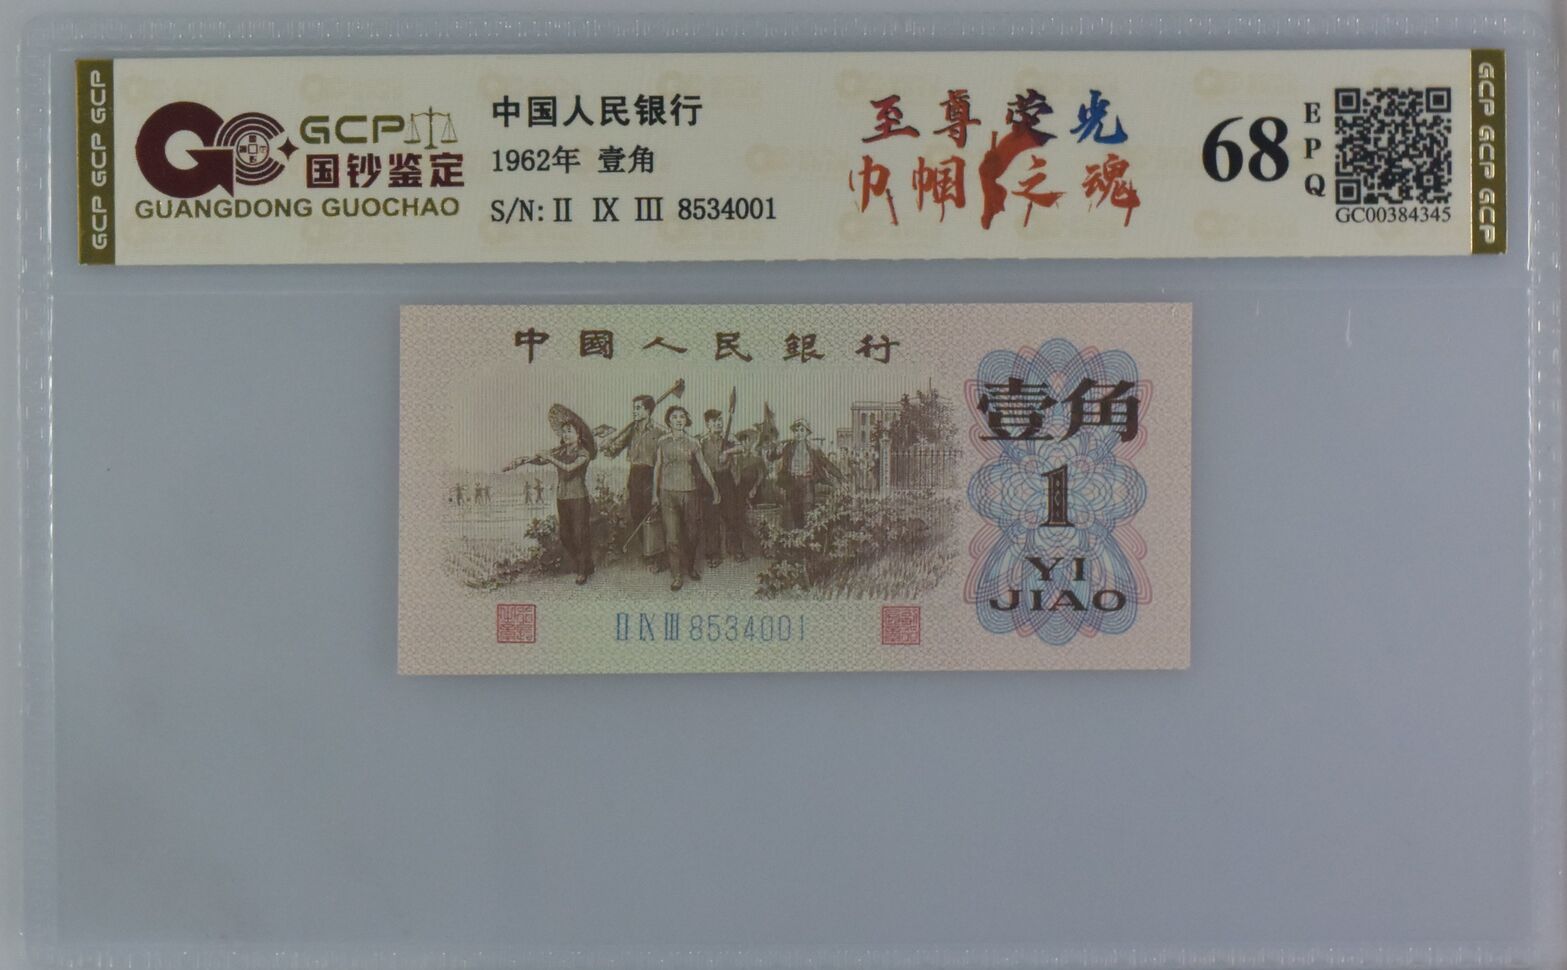 GCP GCP GCP
GCP
国钞鉴定
GUANGDONG GUOCHAO
中国人民银行
1962年 壹角
S/N: Ⅱ Ⅸ Ⅲ 8534001
至尊荧光
巾帼之魂
68
EPQ
GC00384345
GCP GCP GCP
中國人民銀行
壹角
1
YI
JIAO
Ⅱ Ⅸ Ⅲ 8534001